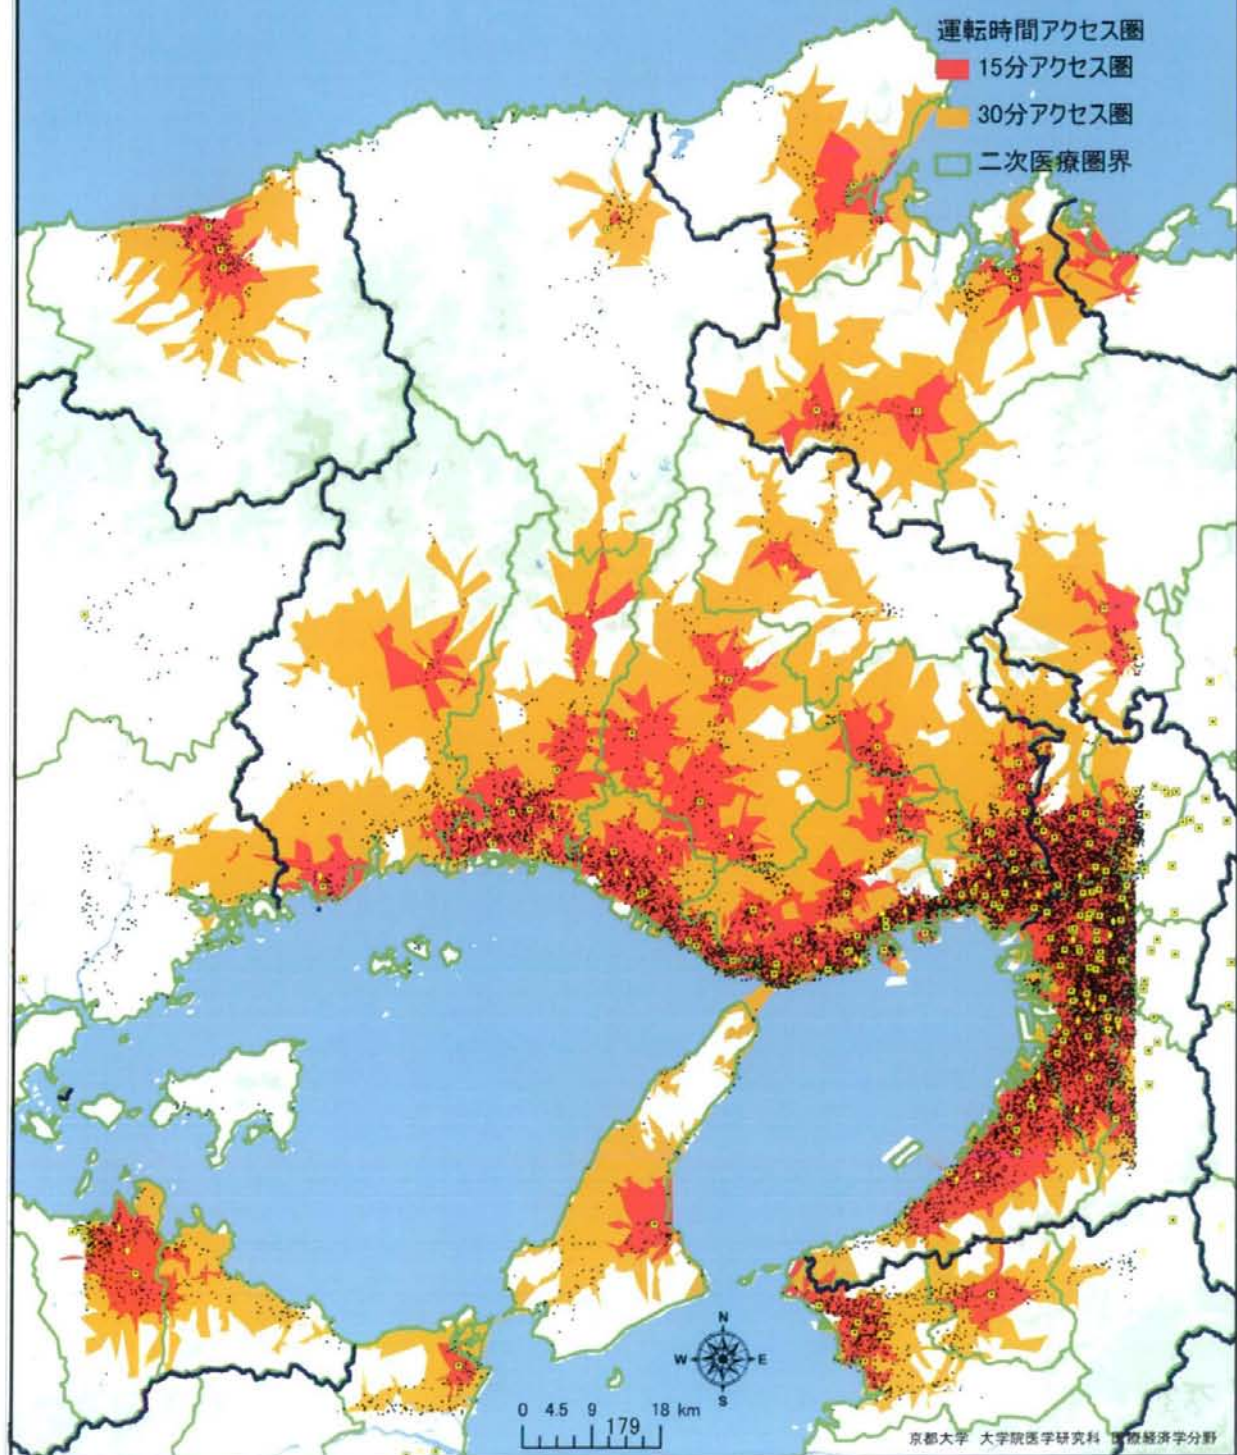 運転時間アクセス圏
15分アクセス圏
30分アクセス圏
二次医療圏界
N
W E
S
0 4.5 9 18 km
179
京都大学 大学院医学研究科 医療経済学分野